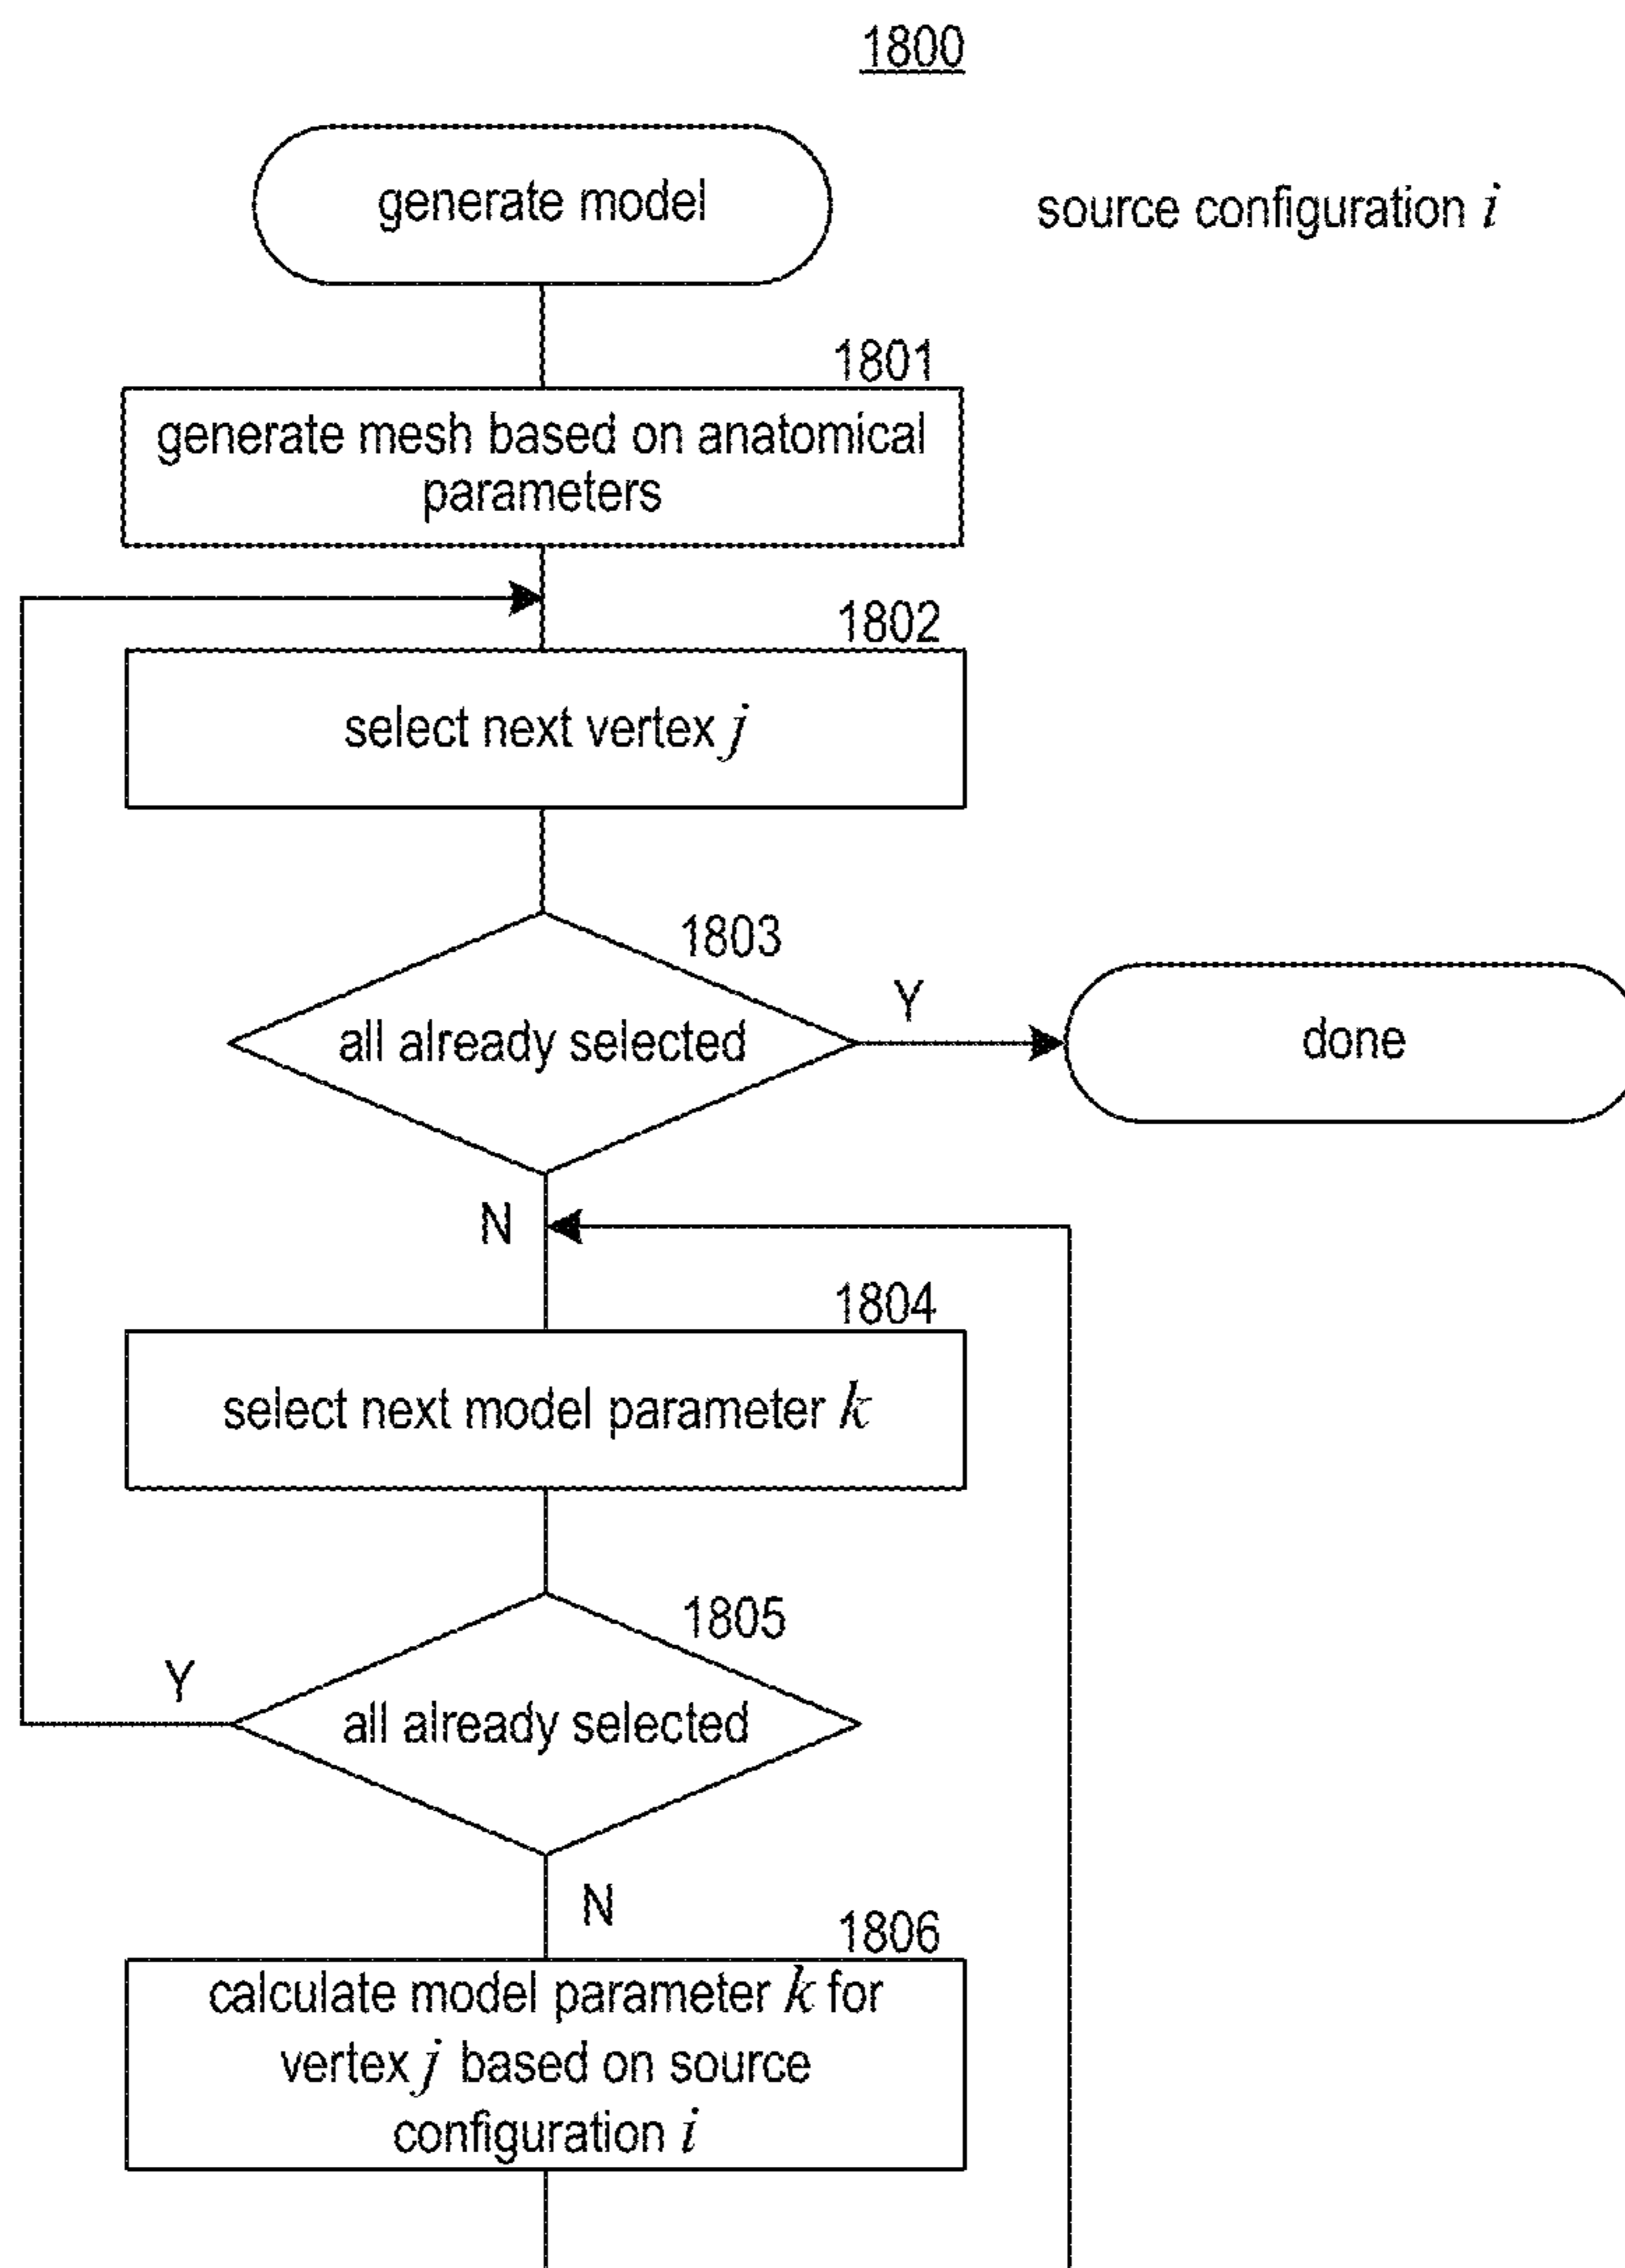 1800
generate model
source configuration i
1801
generate mesh based on anatomical
parameters
1802
select next vertex j
1803
all already selected
Y
done
N
1804
select next model parameter k
1805
Y
all already selected
N
1806
calculate model parameter k for
vertex j based on source
configuration i